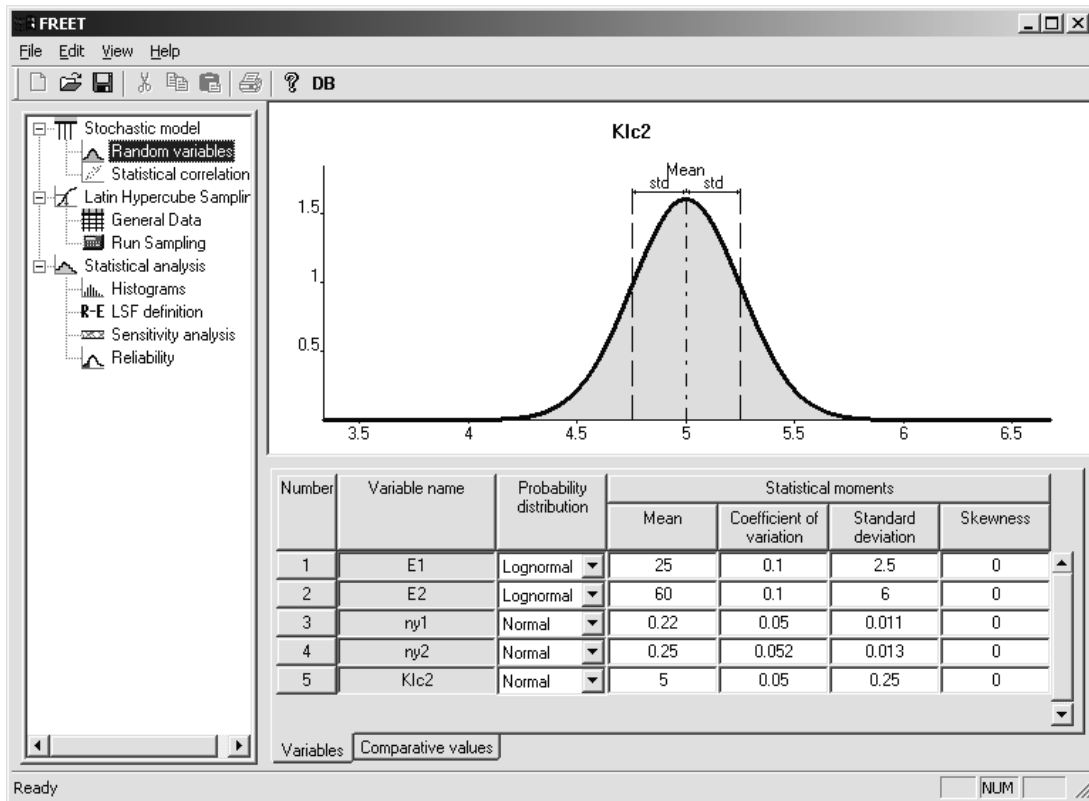 FREET
File Edit View Help
DB
Stochastic model
Random variables
Statistical correlation
Latin Hypercube Samplin
General Data
Run Sampling
Statistical analysis
Histograms
R-E LSF definition
Sensitivity analysis
Reliability
KIc2
Mean
std std
1.5
1
0.5
3.5 4 4.5 5 5.5 6 6.5
Number Variable name Probability distribution Statistical moments
Mean Coefficient of variation Standard deviation Skewness
1 E1 Lognormal 25 0.1 2.5 0
2 E2 Lognormal 60 0.1 6 0
3 ny1 Normal 0.22 0.05 0.011 0
4 ny2 Normal 0.25 0.052 0.013 0
5 KIc2 Normal 5 0.05 0.25 0
Variables Comparative values
Ready NUM